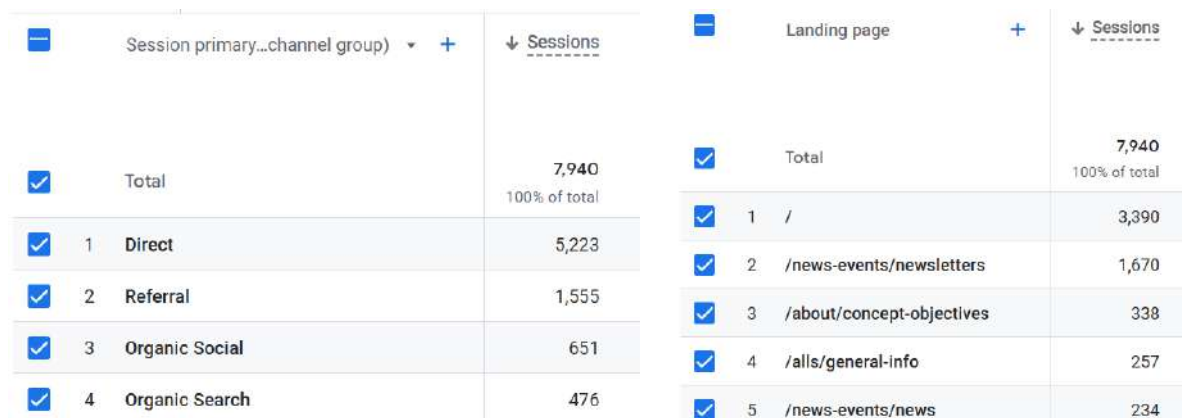 Session primary…channel group) +
↓ Sessions
Total
7,940
100% of total
1 Direct 5,223
2 Referral 1,555
3 Organic Social 651
4 Organic Search 476
Landing page +
↓ Sessions
Total
7,940
100% of total
1 / 3,390
2 /news-events/newsletters 1,670
3 /about/concept-objectives 338
4 /alls/general-info 257
5 /news-events/news 234